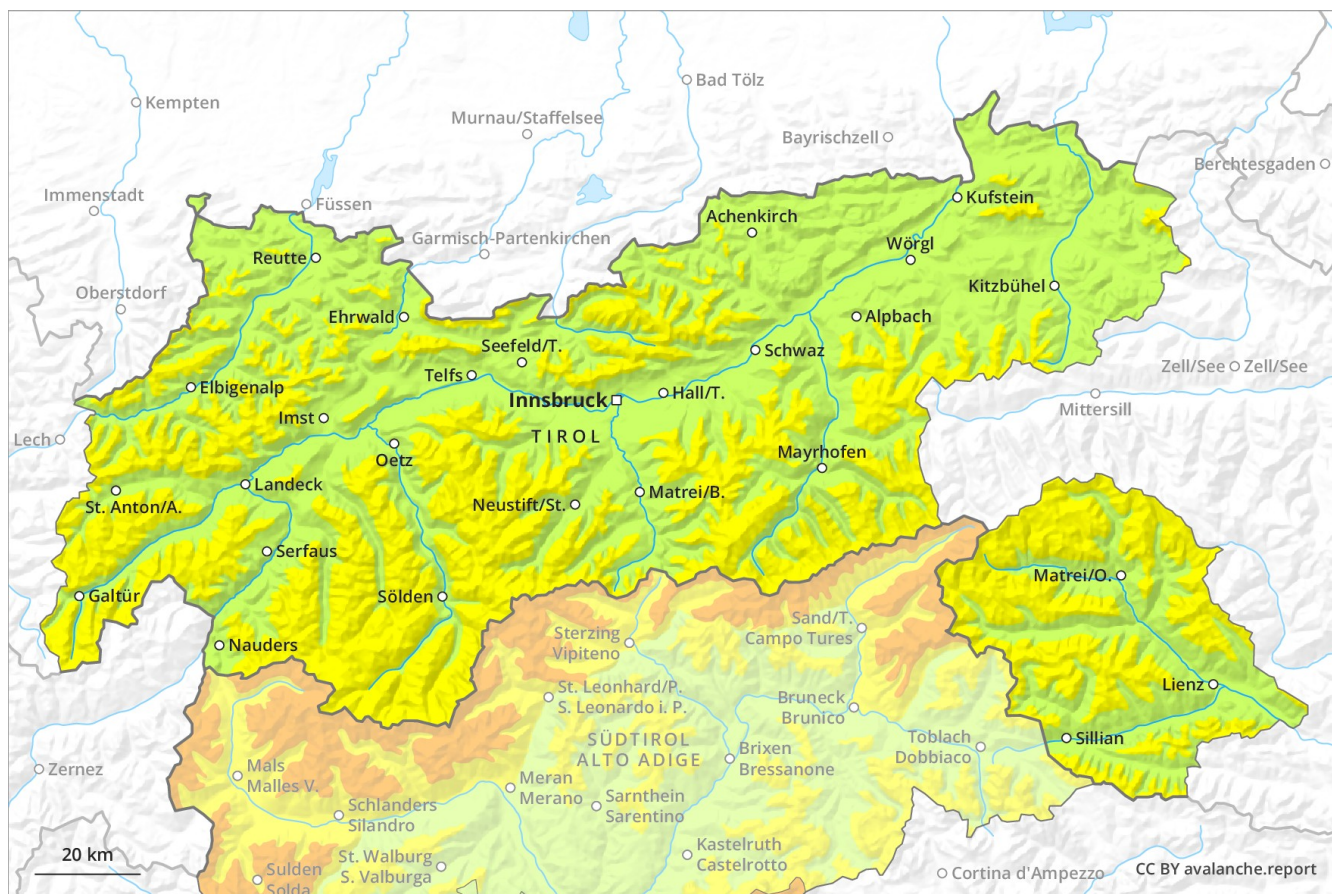 Kempten
Bad Tölz
Murnau/Staffelsee
Bayrischzell
Berchtesgaden
Immenstadt
Füssen
Kufstein
Achenkirch
Garmisch-Partenkirchen
Wörgl
Reutte
Kitzbühel
Oberstdorf
Ehrwald
Alpbach
Seefeld/T.
Schwaz
Zell/See
Zell/See
Telfs
Elbigenalp
Hall/T.
Innsbruck
Mittersill
Imst
Lech
TIROL
Mayrhofen
Oetz
Landeck
St. Anton/A.
Neustift/St.
Matrei/B.
Serfaus
Matrei/O.
Galtür
Sölden
Sand/T.
Campo Tures
Sterzing
Vipiteno
Nauders
Lienz
St. Leonhard/P.
S. Leonardo i. P.
Bruneck
Brunico
SÜDTIROL
ALTO ADIGE
Toblach
Dobbiaco
Sillian
Brixen
Bressanone
Zernez
Mals
Malles V.
Meran
Merano
Sarnthein
Sarentino
Schlanders
Silandro
Kastelruth
Castelrotto
20 km
St. Walburg
S. Valburga
Sulden
Solda
Cortina d'Ampezzo
CC BY avalanche.report